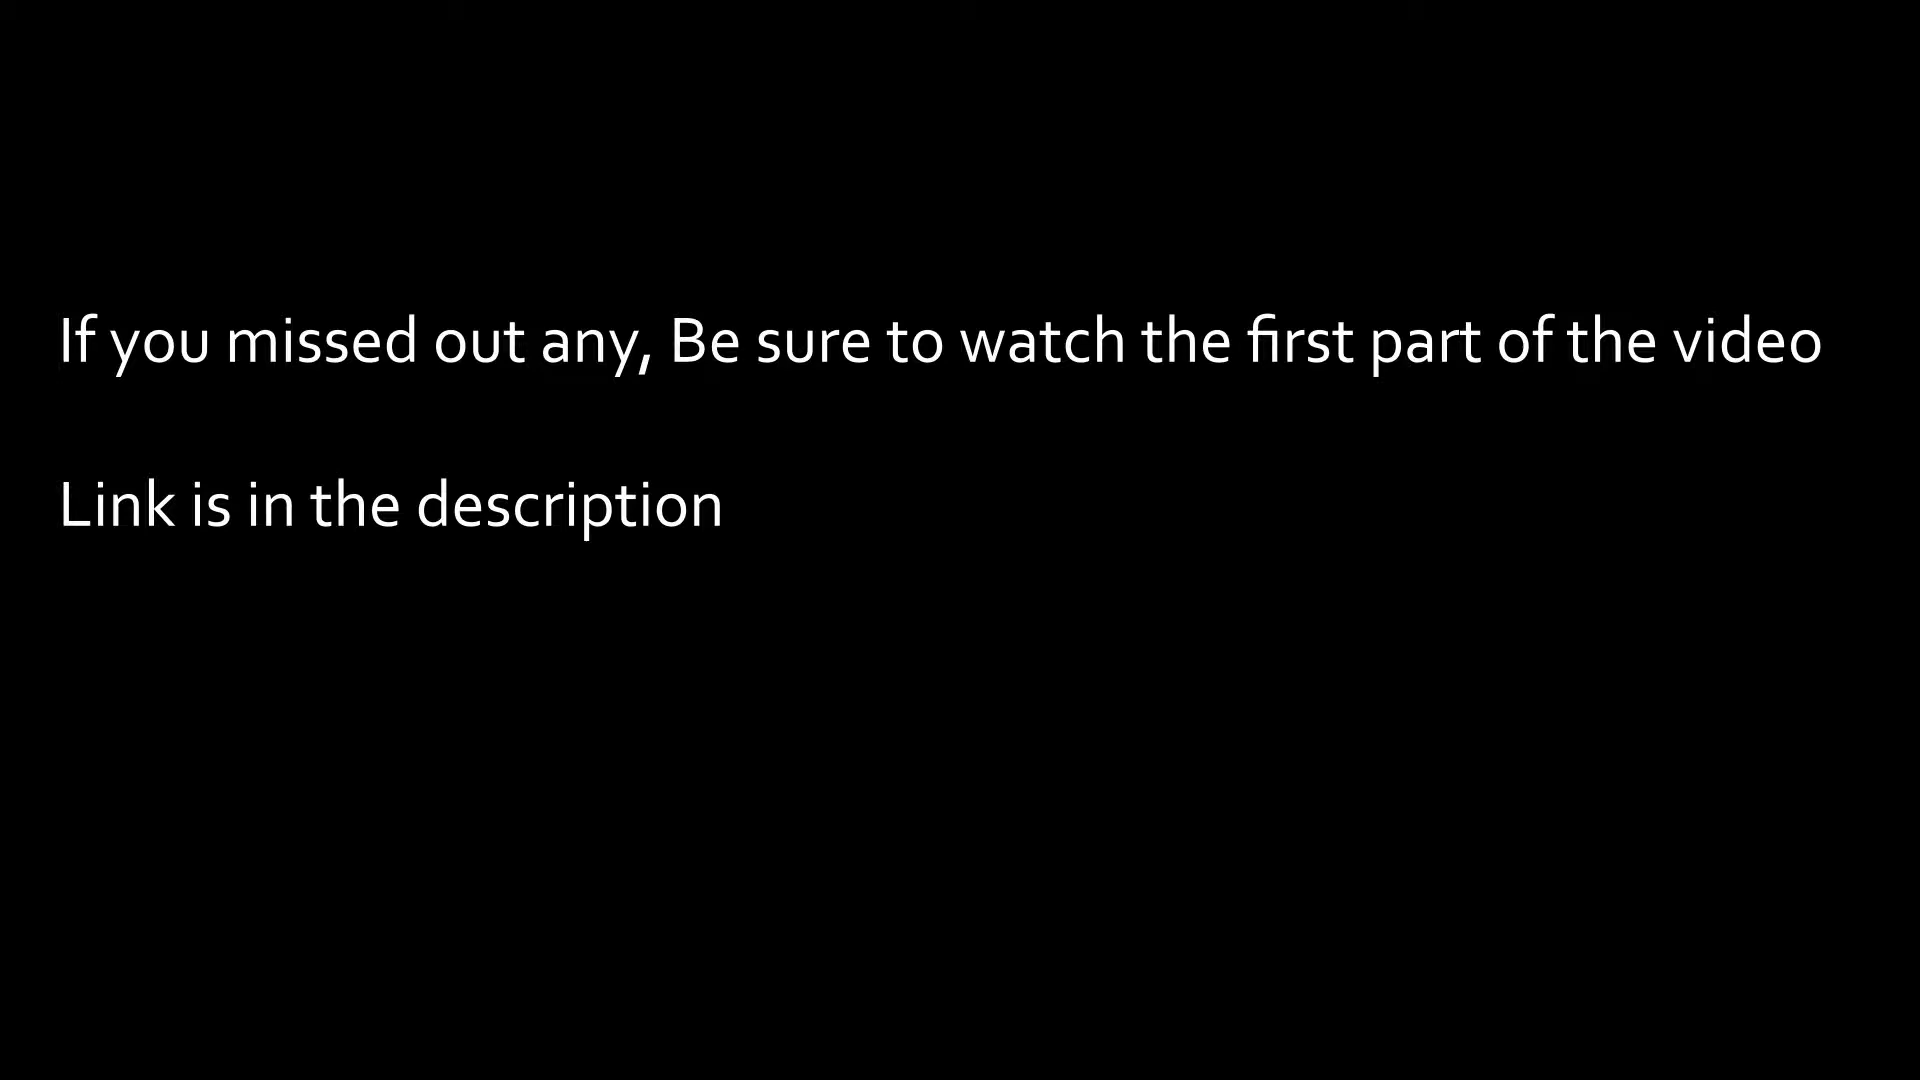 If you missed out any, Be sure to watch the first part of the video
Link is in the description